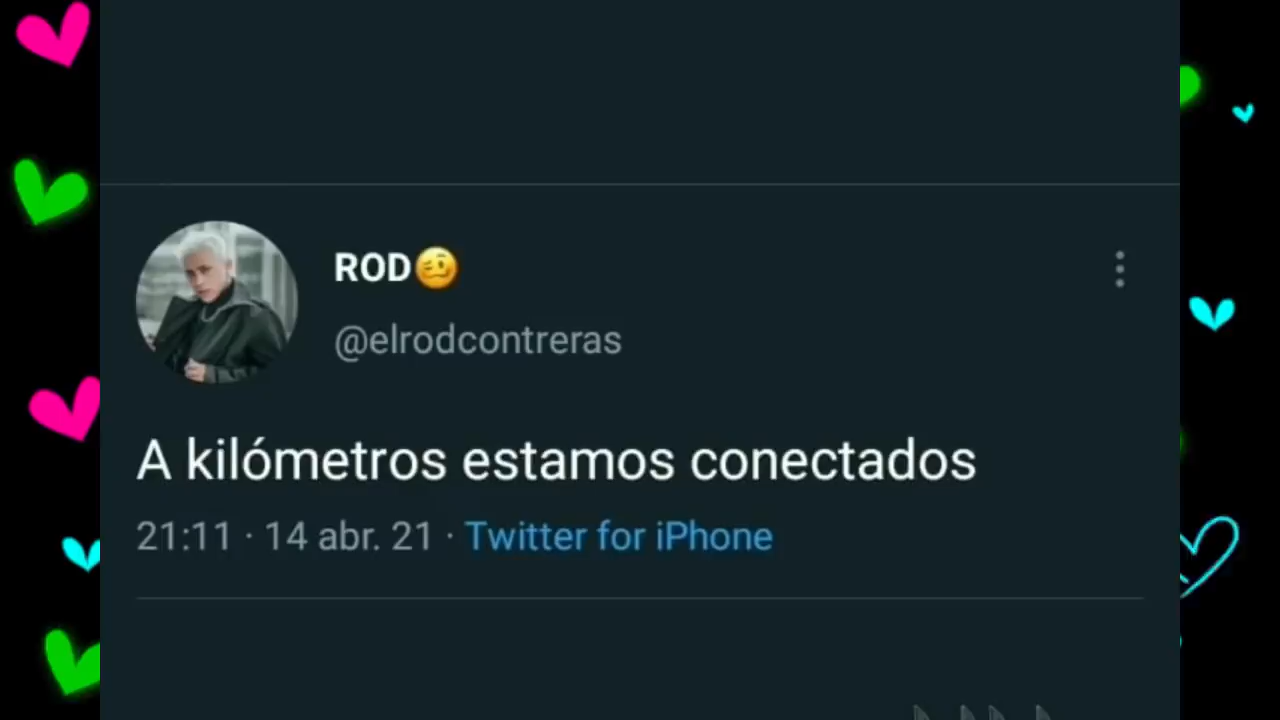 ROD🥴
@elrodcontreras
A kilómetros estamos conectados
21:11 · 14 abr. 21 · Twitter for iPhone